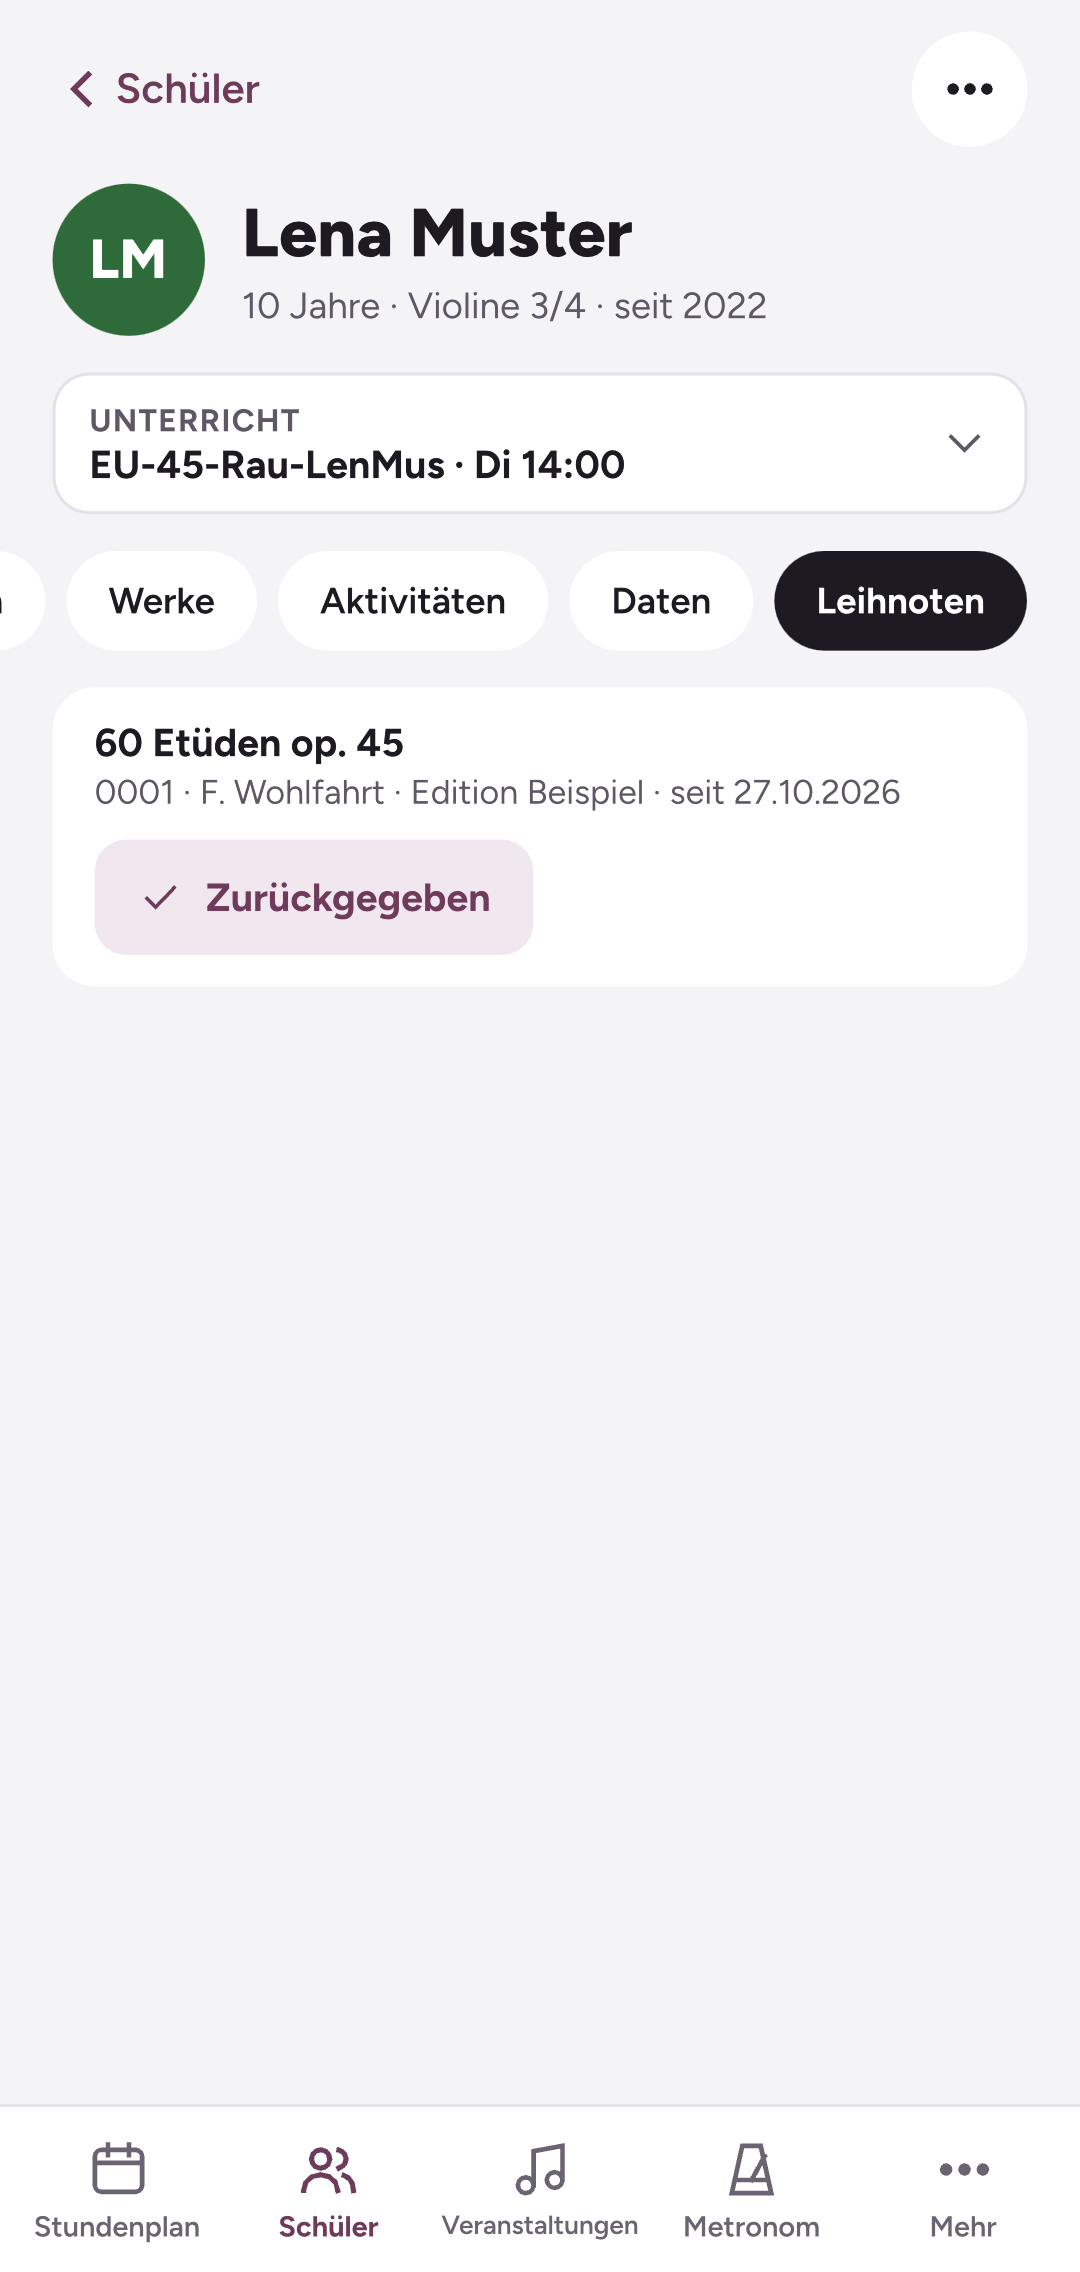 Schüler
LM
Lena Muster
10 Jahre · Violine 3/4 · seit 2022
UNTERRICHT
EU-45-Rau-LenMus · Di 14:00
Werke
Aktivitäten
Daten
Leihnoten
60 Etüden op. 45
0001 · F. Wohlfahrt · Edition Beispiel · seit 27.10.2026
Zurückgegeben
Stundenplan
Schüler
Veranstaltungen
Metronom
Mehr